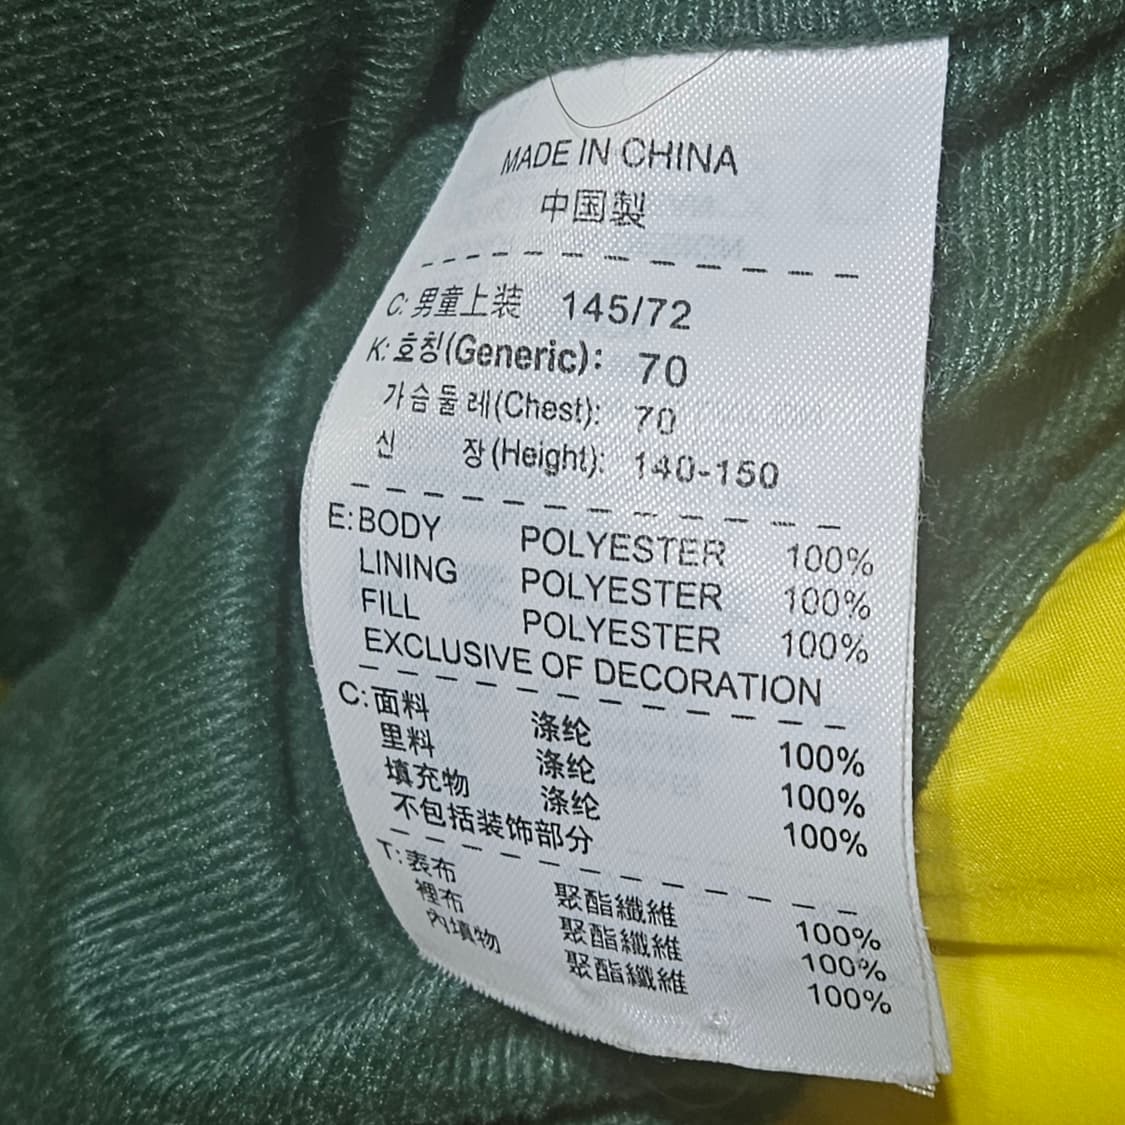 MADE IN CHINA
中国製
C: 男童上装 145/72
K: 호칭(Generic): 70
가슴둘레(Chest): 70
신 장(Height): 140-150
E: BODY POLYESTER 100%
LINING POLYESTER 100%
FILL POLYESTER 100%
EXCLUSIVE OF DECORATION
C: 面料 涤纶 100%
里料 涤纶 100%
填充物 涤纶 100%
不包括装饰部分
T: 表布 聚酯纖維 100%
裡布 聚酯纖維 100%
內填物 聚酯纖維 100%